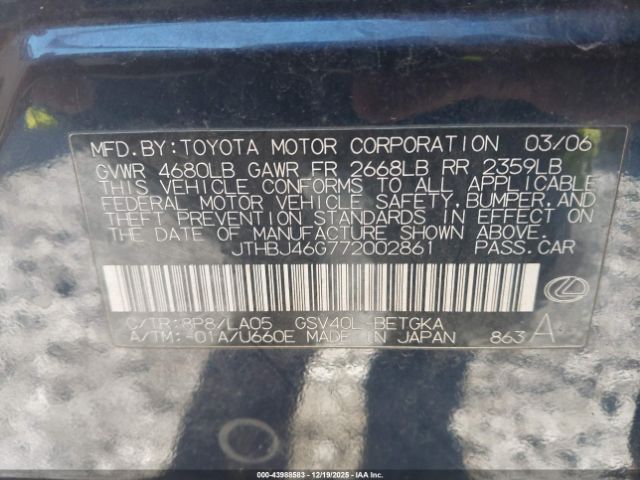 MFD.BY:TOYOTA MOTOR CORPORATION 03/06
GVWR 4680LB GAWR FR 2668LB RR 2359LB
THIS VEHICLE CONFORMS TO ALL APPLICABLE
FEDERAL MOTOR VEHICLE SAFETY,BUMPER,AND
THEFT PREVENTION STANDARDS IN EFFECT ON
THE DATE OF MANUFACTURE SHOWN ABOVE.
JTHBJ46G772002861 PASS.CAR
C/TR:8P8/LA05 GSV40L-BETGKA
A/TM:-01A/U660E MADE IN JAPAN 863 A
000-43988583 | 12/19/2025 | IAA Inc.